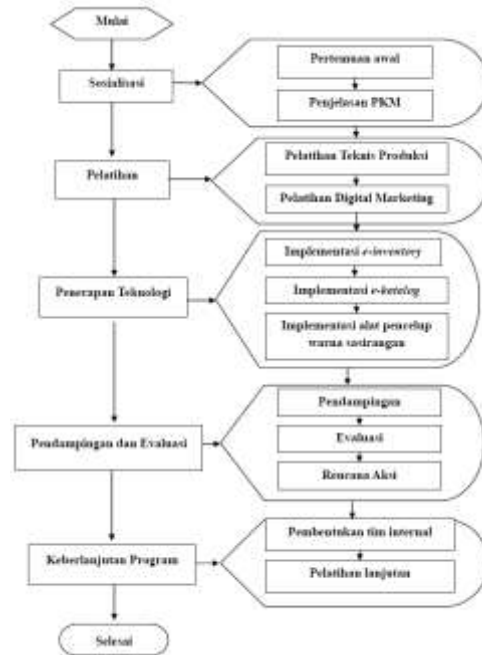 Mulai
Sosialisasi
Pertemuan awal
Penjelasan PKM
Pelatihan
Pelatihan Teknis Produksi
Pelatihan Digital Marketing
Penerapan Teknologi
Implementasi e-inventory
Implementasi e-katalog
Implementasi alat pencelup
warna sasirangan
Pendampingan dan Evaluasi
Pendampingan
Evaluasi
Rencana Aksi
Keberlanjutan Program
Pembentukan tim internal
Pelatihan lanjutan
Selesai